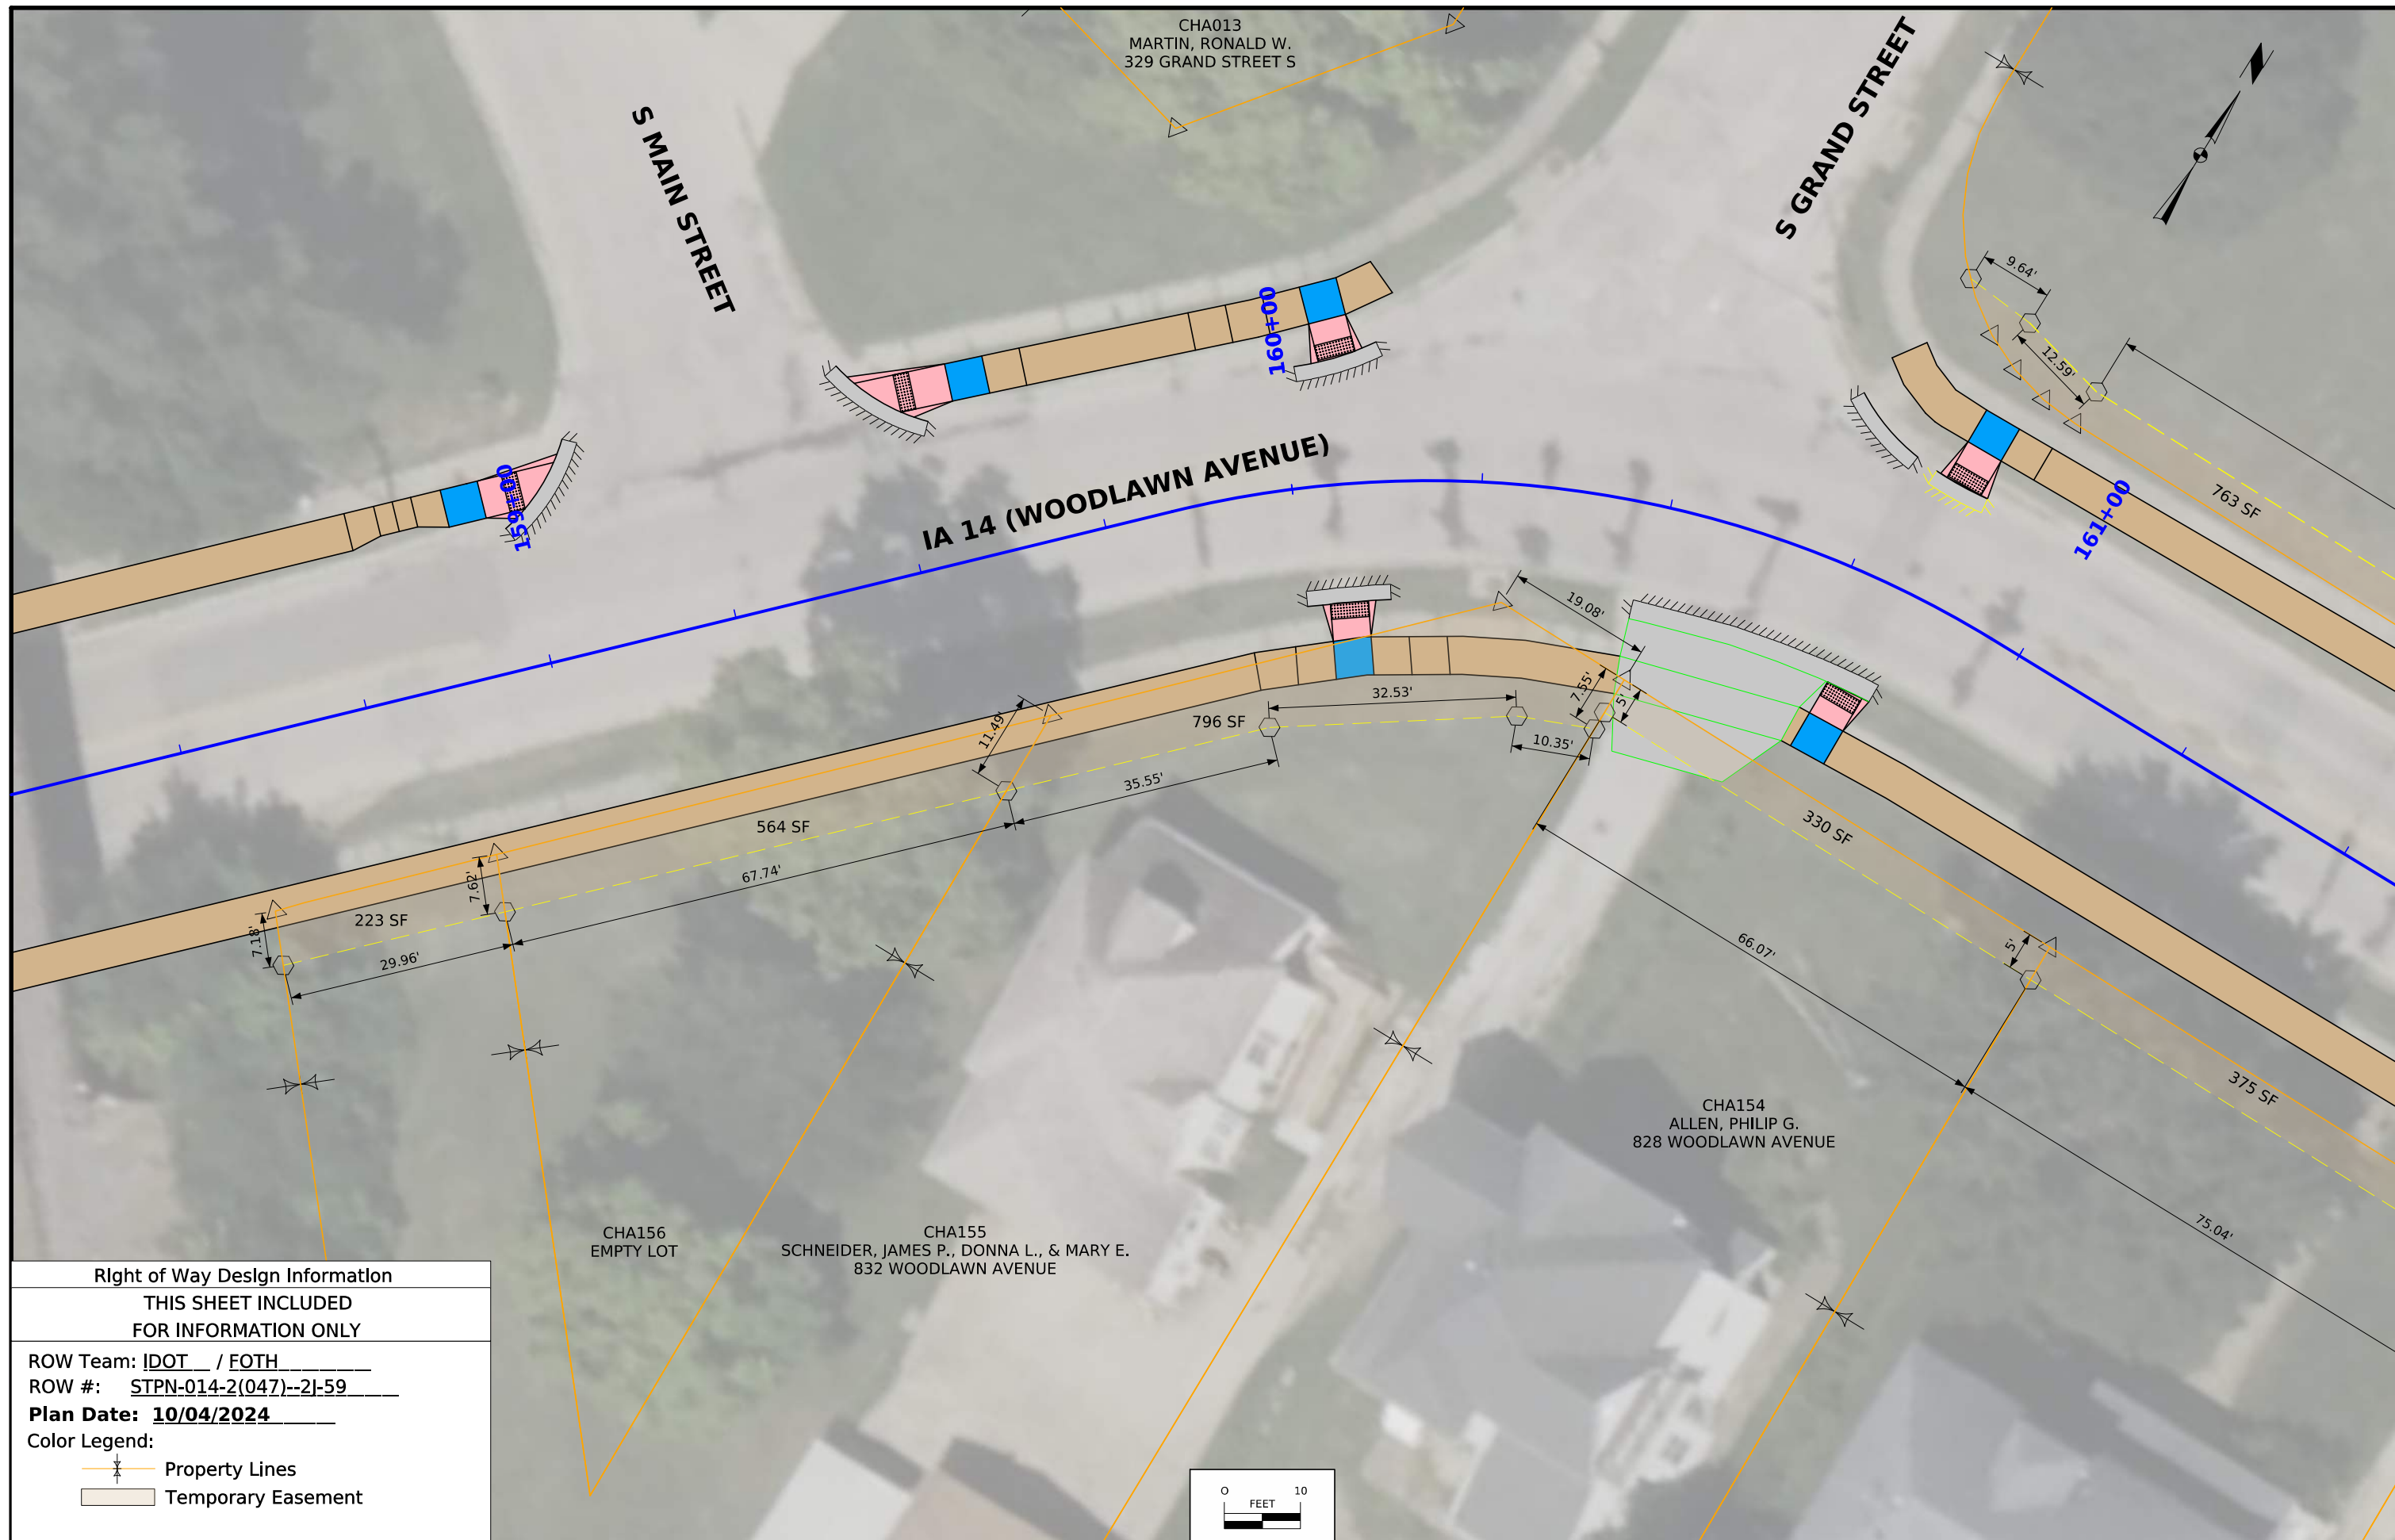 CHA013
MARTIN, RONALD W.
329 GRAND STREET S
S MAIN STREET
S GRAND STREET
9.64'
12.59'
763 SF
160+00
161+00
159+00
IA 14 (WOODLAWN AVENUE)
19.08'
7.55'
5'
32.53'
796 SF
10.35'
11.49'
35.55'
564 SF
67.74'
7.62'
223 SF
7.18'
29.96'
330 SF
66.07'
5'
375 SF
75.04'
CHA154
ALLEN, PHILIP G.
828 WOODLAWN AVENUE
CHA156
EMPTY LOT
CHA155
SCHNEIDER, JAMES P., DONNA L., & MARY E.
832 WOODLAWN AVENUE
Right of Way Design Information
THIS SHEET INCLUDED
FOR INFORMATION ONLY
ROW Team: IDOT / FOTH
ROW #: STPN-014-2(047)--2J-59
Plan Date: 10/04/2024
Color Legend:
Property Lines
Temporary Easement
0 10
FEET